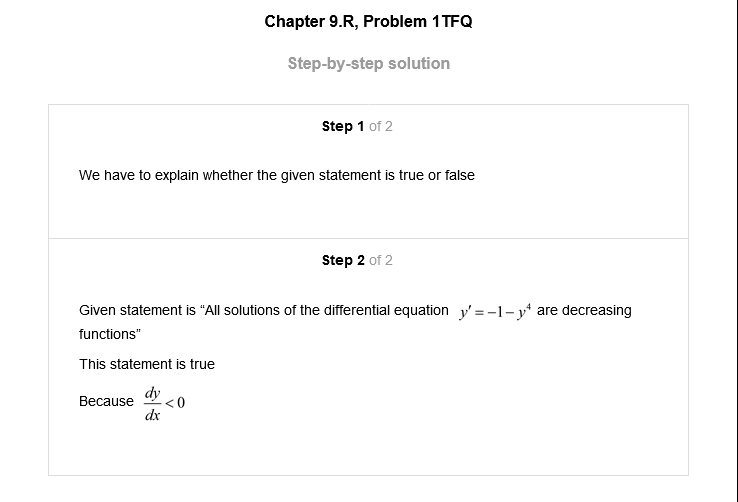 Chapter 9.R, Problem 1TFQ
Step-by-step solution
Step 1 of 2
We have to explain whether the given statement is true or false
Step 2 of 2
Given statement is “All solutions of the differential equation y′ = −1− y⁴ are decreasing
functions”
This statement is true
Because dy/dx < 0